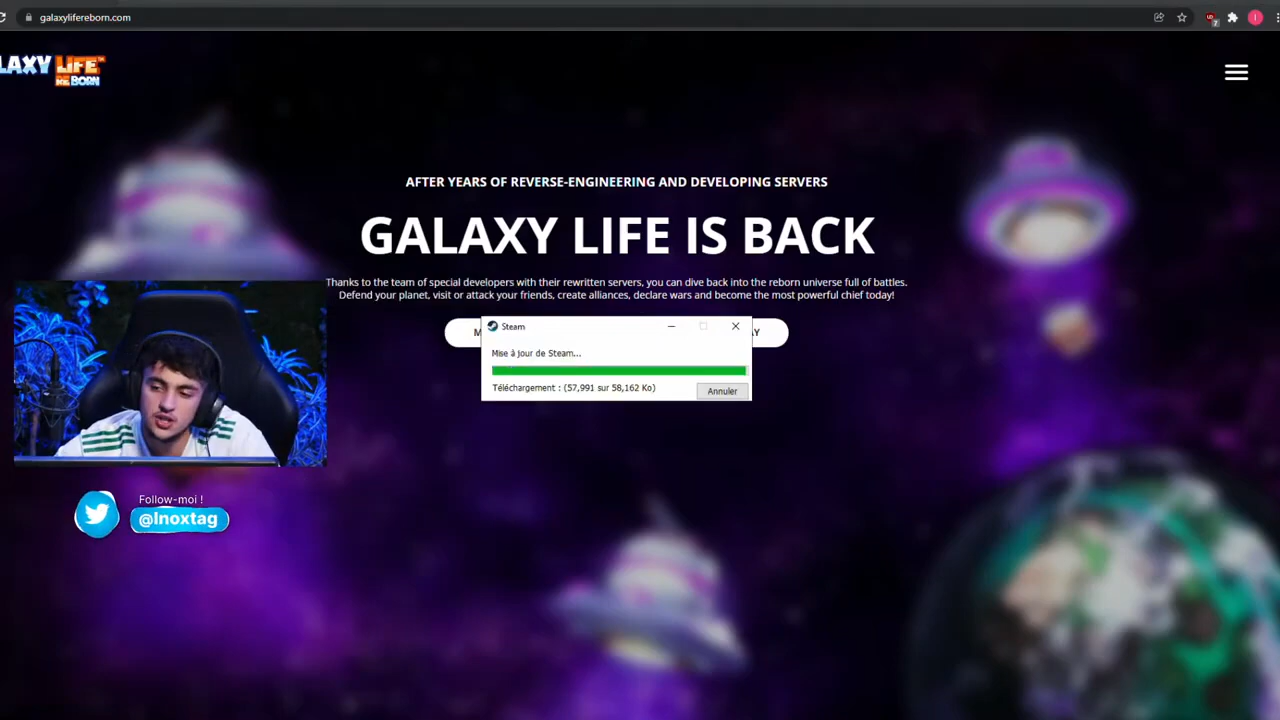 galaxylifereborn.com
LAXY LIFE
REBORN
AFTER YEARS OF REVERSE-ENGINEERING AND DEVELOPING SERVERS
GALAXY LIFE IS BACK
Thanks to the team of special developers with their rewritten servers, you can dive back into the reborn universe full of battles.
Defend your planet, visit or attack your friends, create alliances, declare wars and become the most powerful chief today!
Steam
Mise à jour de Steam...
Téléchargement : (57,991 sur 58,162 Ko)
Annuler
Follow-moi !
@Inoxtag